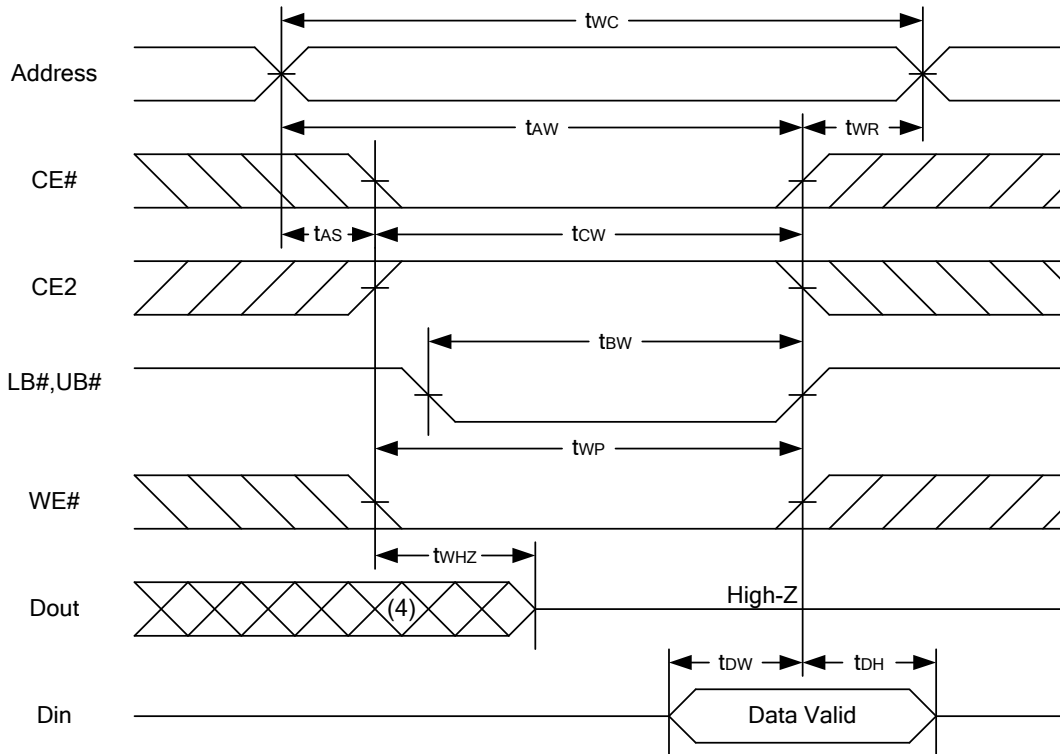 tWC
Address
tAW
tWR
CE#
tAS
tCW
CE2
tBW
LB#,UB#
tWP
WE#
tWHZ
Dout
(4)
High-Z
tDW
tDH
Din
Data Valid